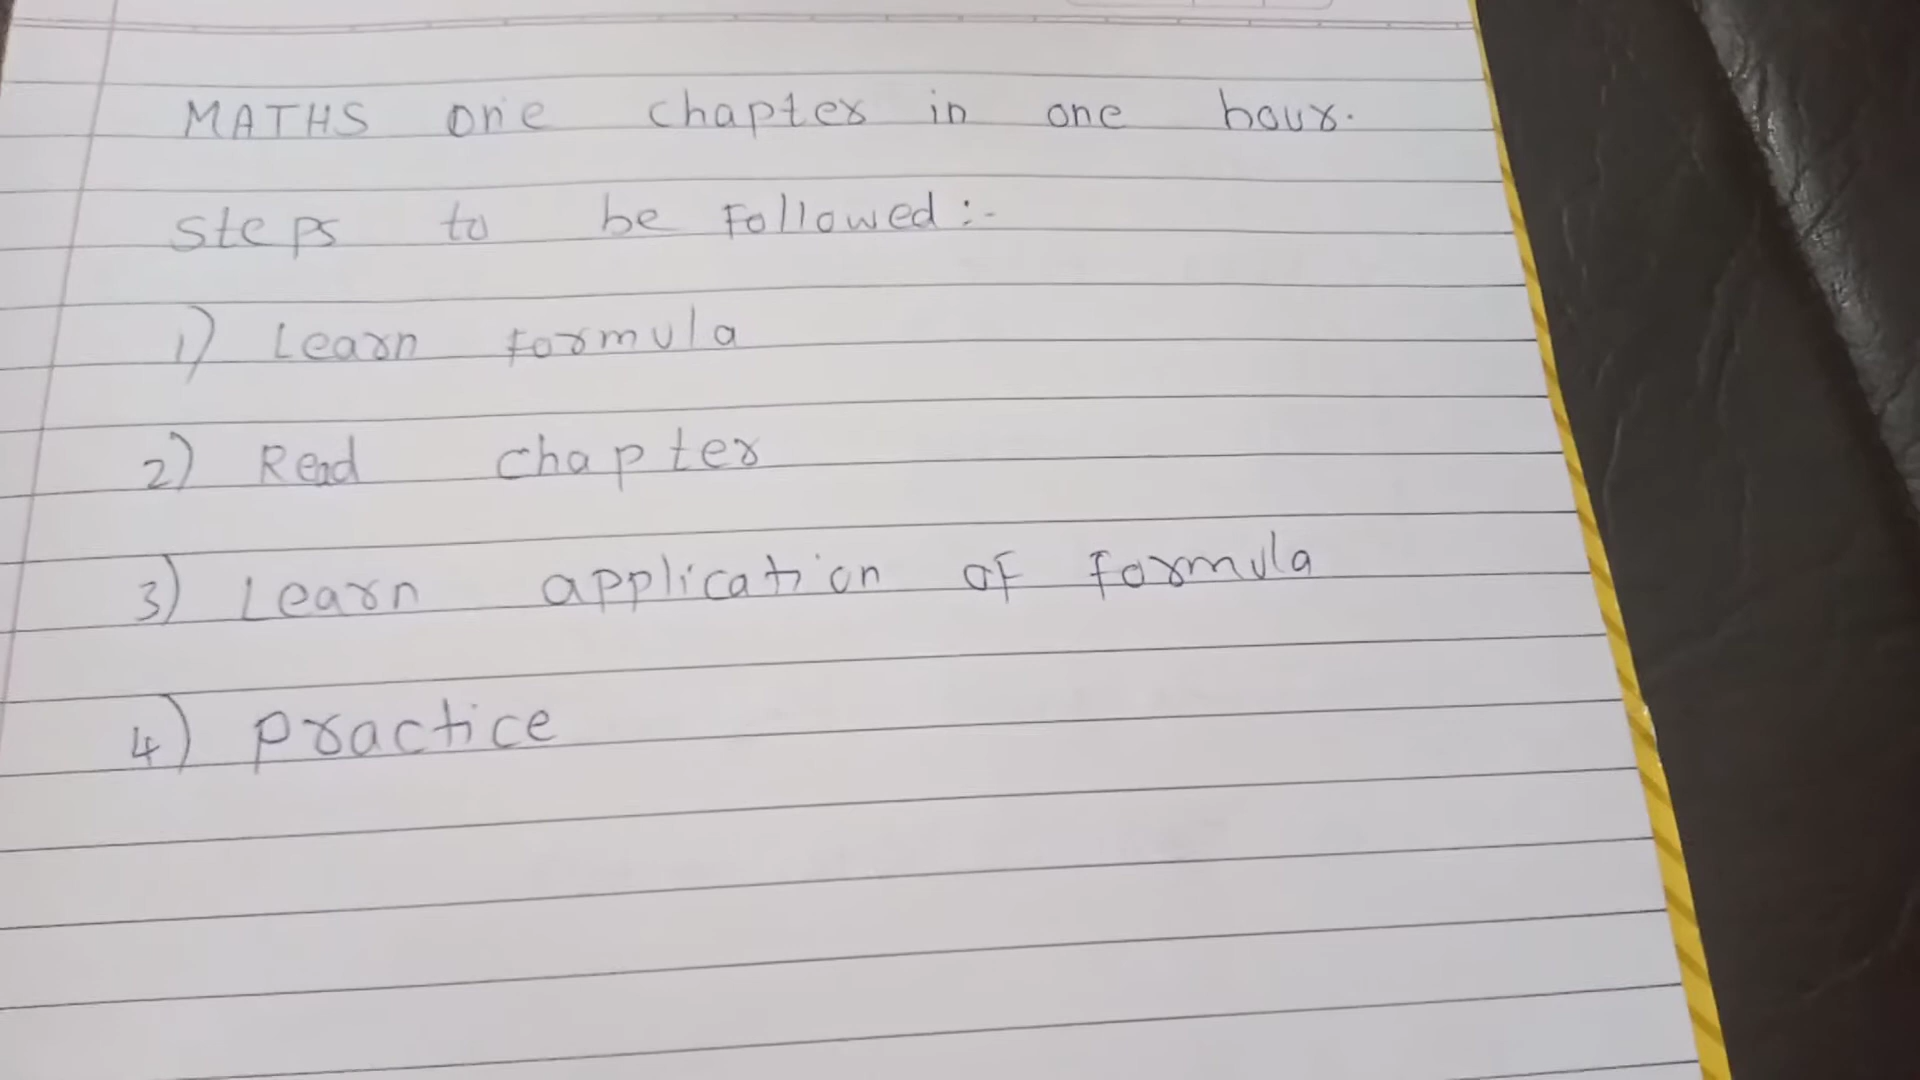 MATHS one chapter in one hour.
steps to be Followed :-
1) Learn formula
2) Read chapter
3) Learn application of formula
4) practice